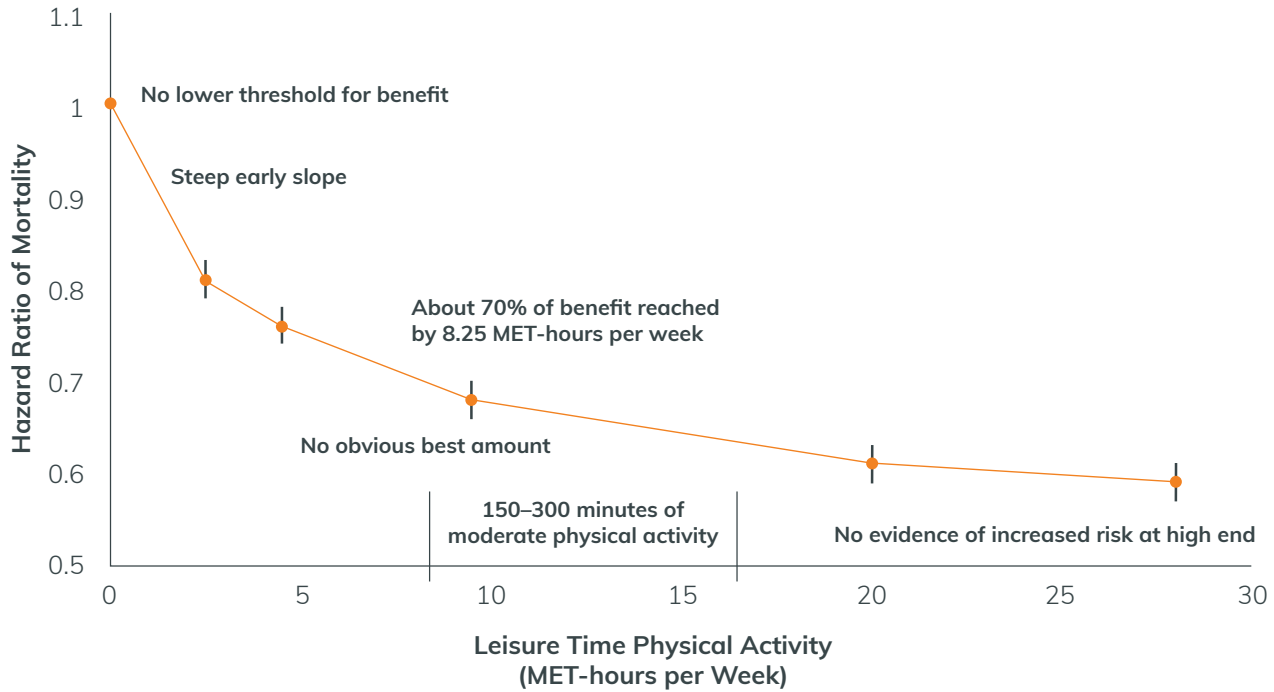 1.1
1
0.9
0.8
0.7
0.6
0.5
Hazard Ratio of Mortality
No lower threshold for benefit
Steep early slope
About 70% of benefit reached
by 8.25 MET-hours per week
No obvious best amount
150–300 minutes of
moderate physical activity
No evidence of increased risk at high end
0
5
10
15
20
25
30
Leisure Time Physical Activity
(MET-hours per Week)